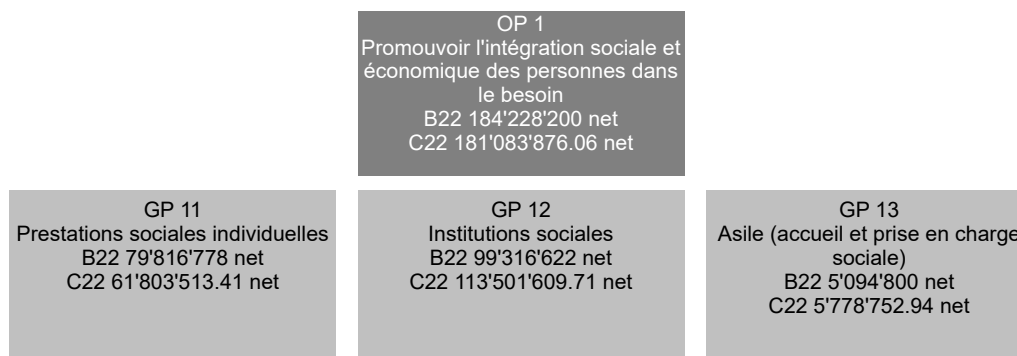 OP 1
Promouvoir l'intégration sociale et
économique des personnes dans
le besoin
B22 184'228'200 net
C22 181'083'876.06 net
GP 11
Prestations sociales individuelles
B22 79'816'778 net
C22 61'803'513.41 net
GP 12
Institutions sociales
B22 99'316'622 net
C22 113'501'609.71 net
GP 13
Asile (accueil et prise en charge
sociale)
B22 5'094'800 net
C22 5'778'752.94 net